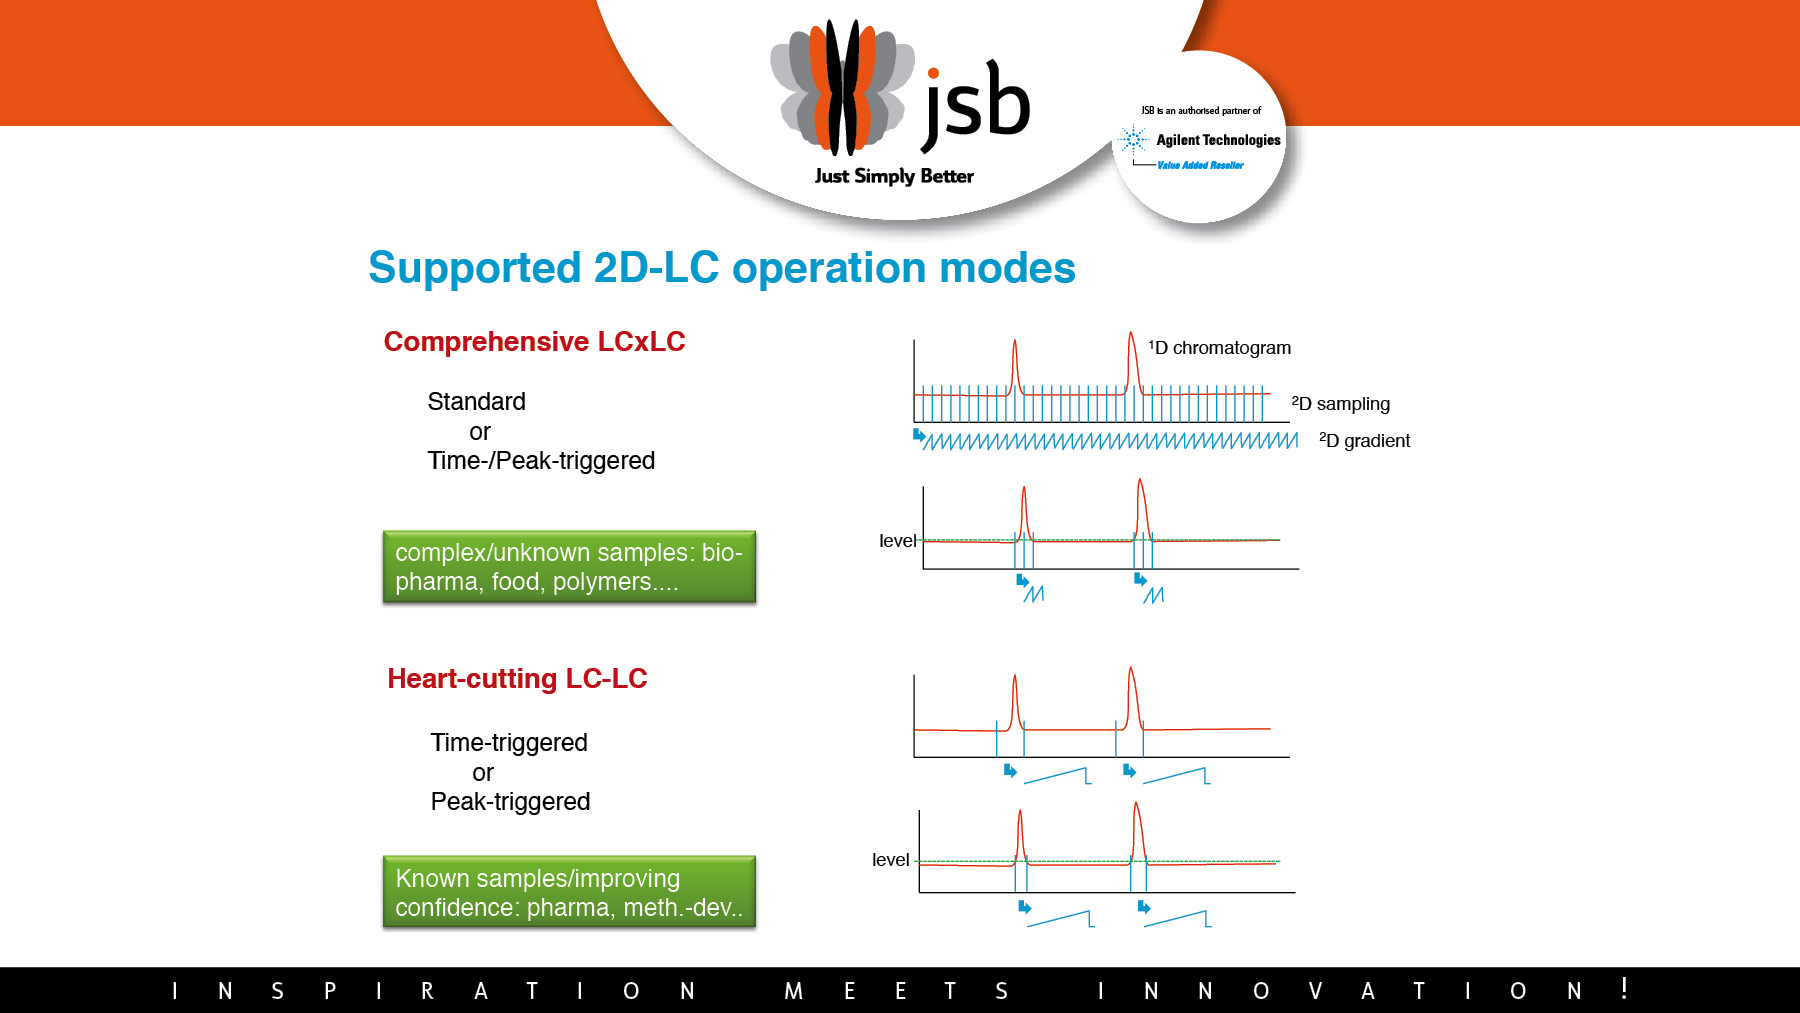 jsb
Just Simply Better
JSB is an authorised partner of
Agilent Technologies
Value Added Reseller
Supported 2D-LC operation modes
Comprehensive LCxLC
Standard
or
Time-/Peak-triggered
complex/unknown samples: bio-
pharma, food, polymers....
¹D chromatogram
²D sampling
²D gradient
level
Heart-cutting LC-LC
Time-triggered
or
Peak-triggered
Known samples/improving
confidence: pharma, meth.-dev..
level
INSPIRATION MEETS INNOVATION!